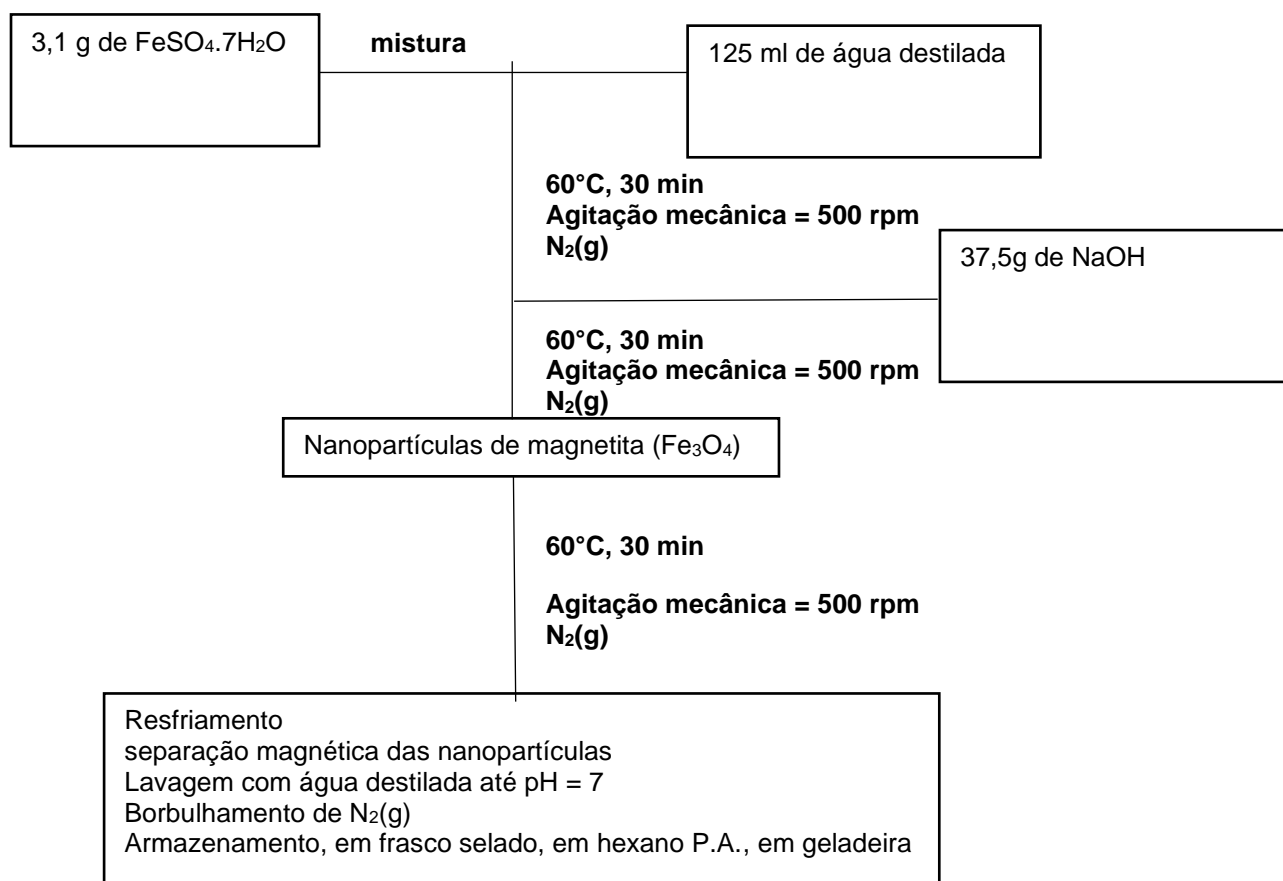 3,1 g de FeSO₄.7H₂O
mistura
125 ml de água destilada
60°C, 30 min
Agitação mecânica = 500 rpm
N₂(g)
37,5g de NaOH
60°C, 30 min
Agitação mecânica = 500 rpm
N₂(g)
Nanopartículas de magnetita (Fe₃O₄)
60°C, 30 min
Agitação mecânica = 500 rpm
N₂(g)
Resfriamento
separação magnética das nanopartículas
Lavagem com água destilada até pH = 7
Borbulhamento de N₂(g)
Armazenamento, em frasco selado, em hexano P.A., em geladeira